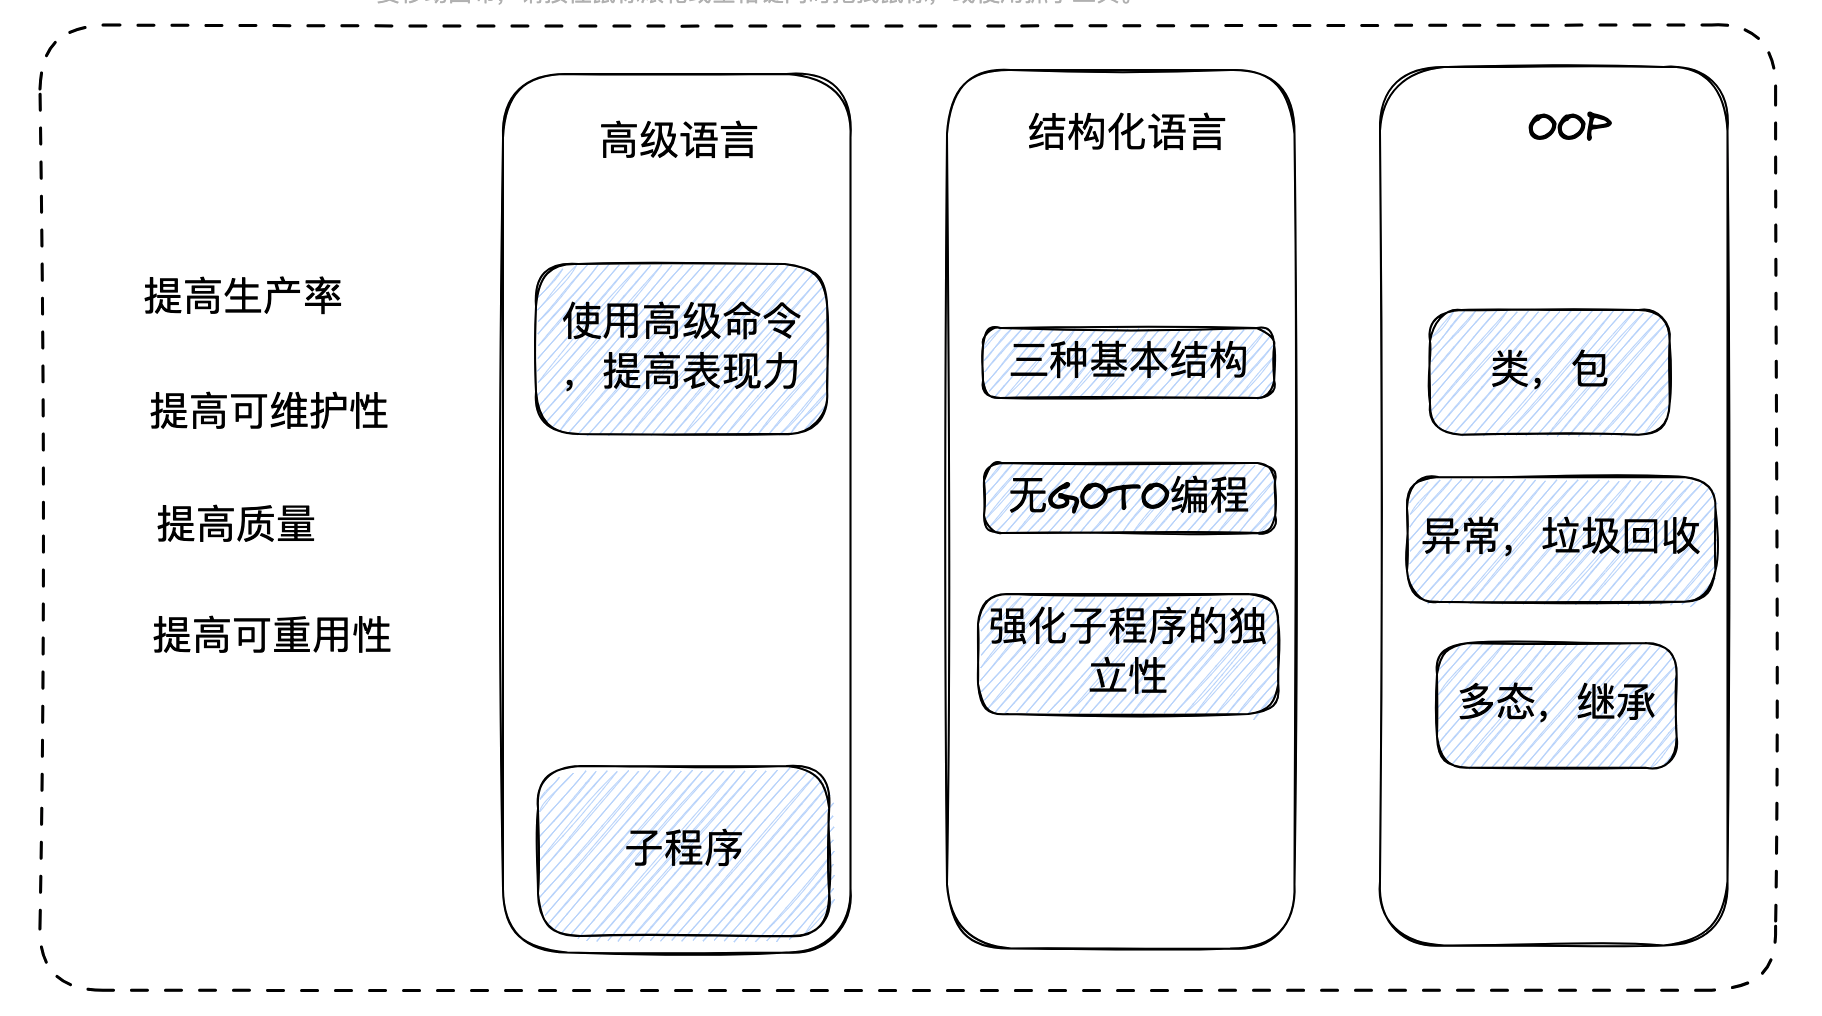 高级语言
结构化语言
OOP
提高生产率
提高可维护性
提高质量
提高可重用性
使用高级命令
，提高表现力
子程序
三种基本结构
无GOTO编程
强化子程序的独
立性
类，包
异常，垃圾回收
多态，继承